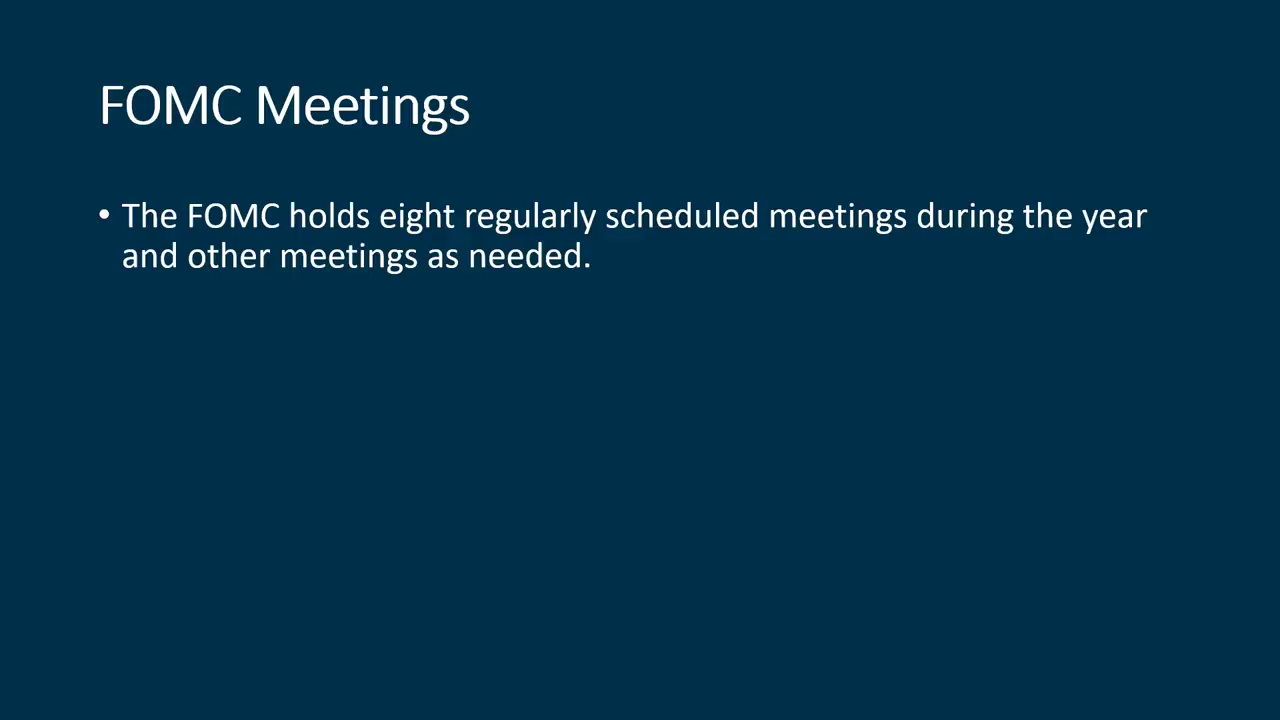 FOMC Meetings
• The FOMC holds eight regularly scheduled meetings during the year
and other meetings as needed.